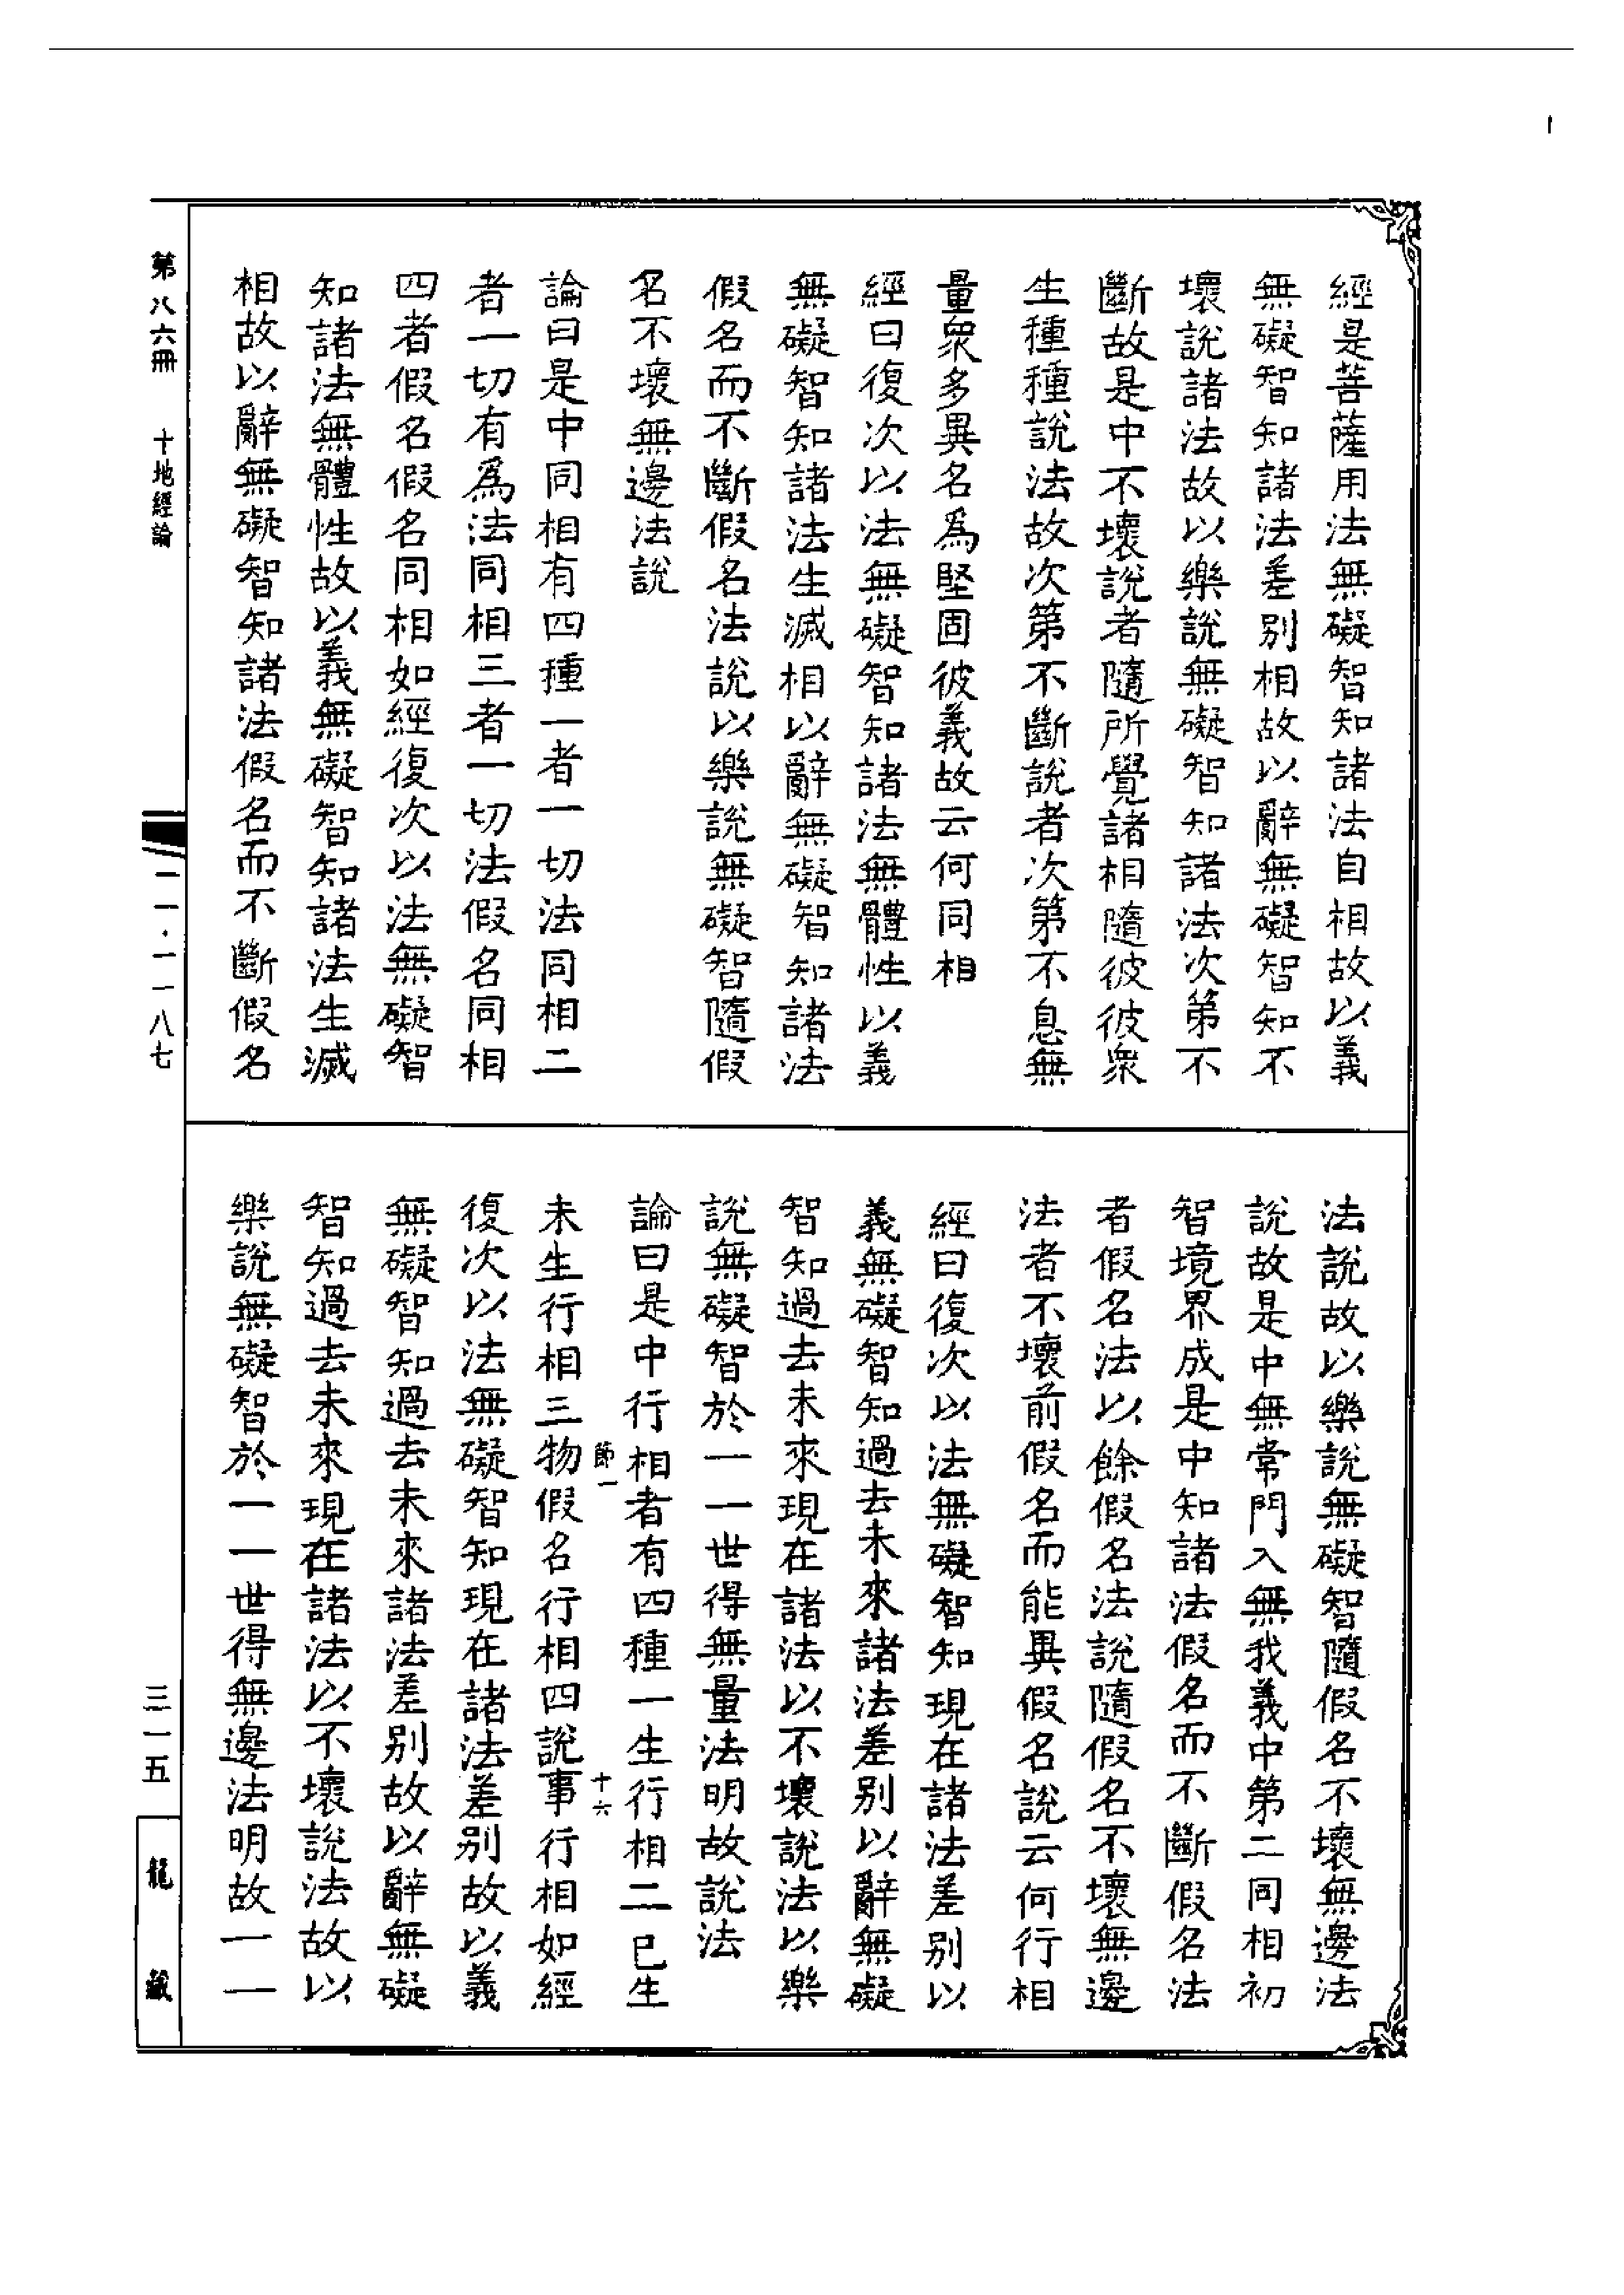 經是菩薩用法無礙智知諸法自相故以義
無礙智知諸法差别相故以辭無礙智知不
壞說諸法故以樂說無礙智知諸法次第不
斷故是中不壞說者隨所覺諸相隨彼彼衆
生種種說法故次第不斷說者次第不息無
量衆多異名爲堅固彼義故云何同相
經曰復次以法無礙智知諸法無體性以義
無礙智知諸法生滅相以辭無礙智知諸法
假名而不斷假名法說以樂說無礙智隨假
名不壞無邊法說
論曰是中同相有四種一者一切法同相二
者一切有爲法同相三者一切法假名同相
四者假名假名同相如經復次以法無礙智
知諸法無體性故以義無礙智知諸法生滅
相故以辭無礙智知諸法假名而不斷假名
法說故以樂說無礙智隨假名不壞無邊法
說故是中無常門入無我義中第二同相初
智境界成是中知諸法假名而不斷假名法
者假名法以餘假名法說隨假名不壞無邊
法者不壞前假名而能異假名說云何行相
經曰復次以法無礙智知現在諸法差别以
義無礙智知過去未來諸法差别以辭無礙
智知過去未來現在諸法以不壞說法以樂
說無礙智於一一世得無量法明故說法
論曰是中行相者有四種一生行相二已生
節一
十六
未生行相三物假名行相四說事行相如經
復次以法無礙智知現在諸法差别故以義
無礙智知過去未來諸法差别故以辭無礙
智知過去未來現在諸法以不壞說法故以
樂說無礙智於一一世得無邊法明故一一
第八六冊
十地經論
二一·一一八七
三一五
龍藏